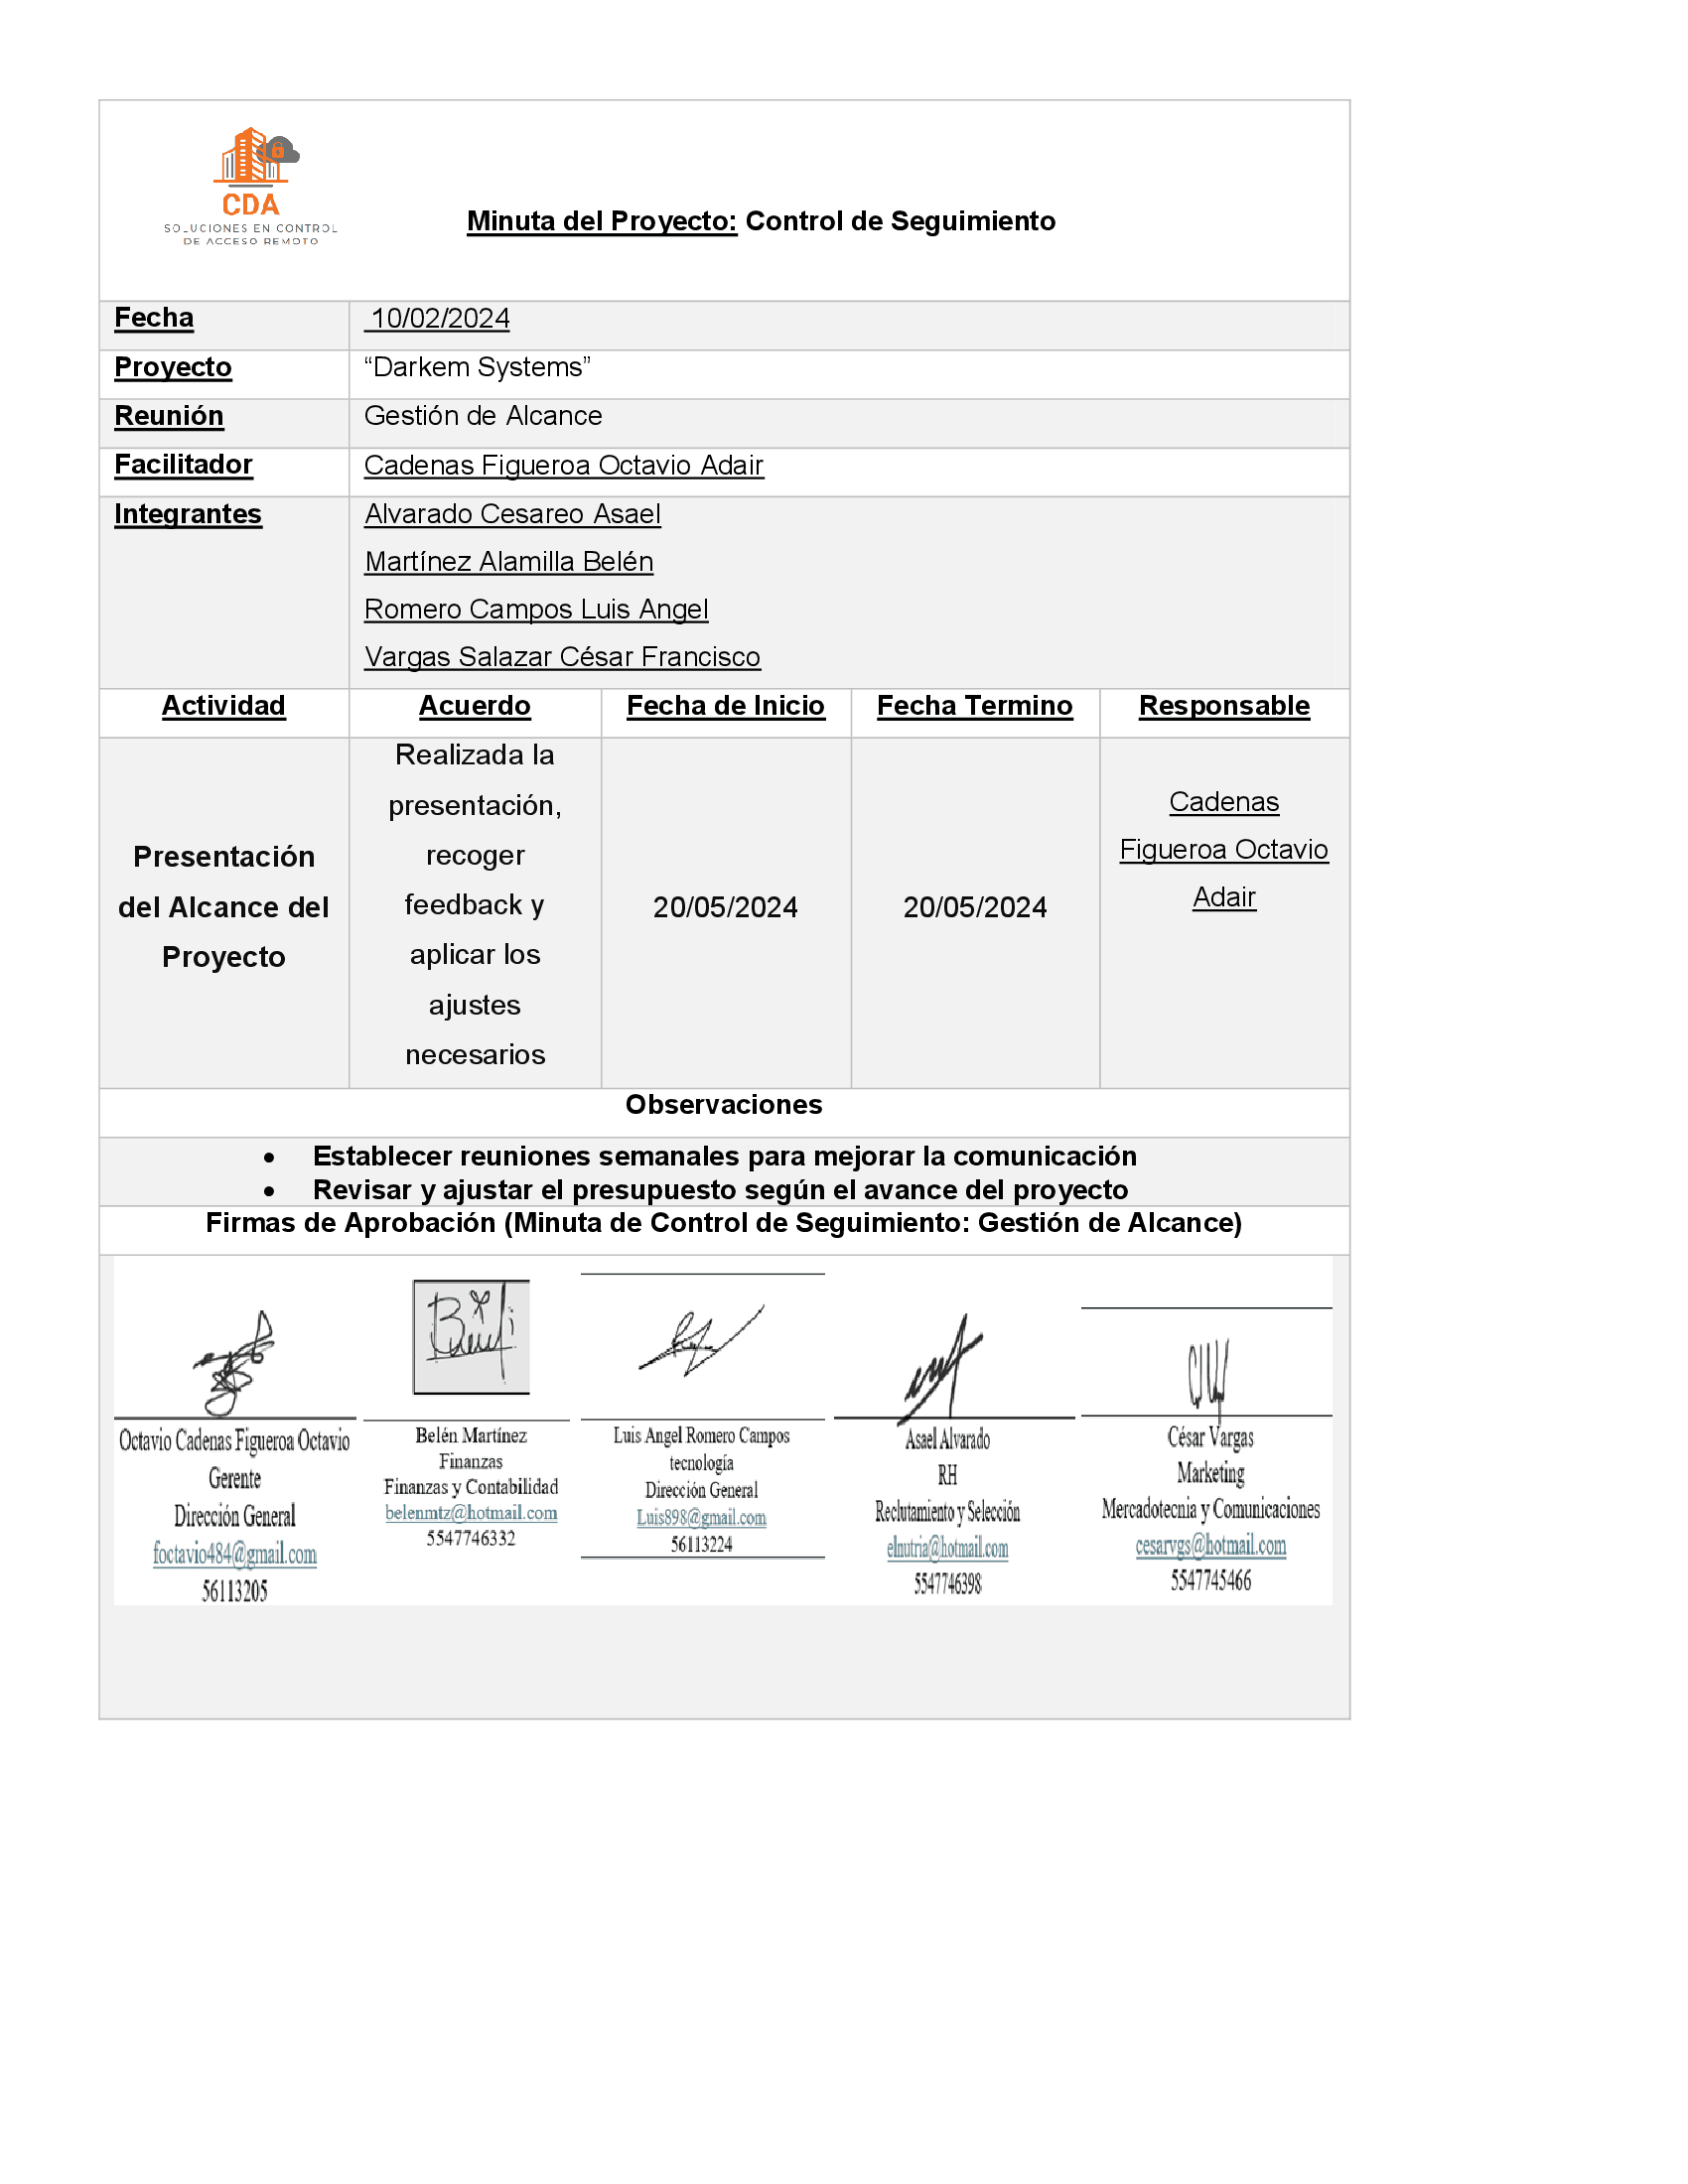 CDA
SOLUCIONES EN CONTROL
DE ACCESO REMOTO
Minuta del Proyecto: Control de Seguimiento
Fecha 10/02/2024
Proyecto “Darkem Systems”
Reunión Gestión de Alcance
Facilitador Cadenas Figueroa Octavio Adair
Integrantes Alvarado Cesareo Asael
Martínez Alamilla Belén
Romero Campos Luis Angel
Vargas Salazar César Francisco
Actividad Acuerdo Fecha de Inicio Fecha Termino Responsable
Presentación
del Alcance del
Proyecto
Realizada la
presentación,
recoger
feedback y
aplicar los
ajustes
necesarios
20/05/2024
20/05/2024
Cadenas
Figueroa Octavio
Adair
Observaciones
• Establecer reuniones semanales para mejorar la comunicación
• Revisar y ajustar el presupuesto según el avance del proyecto
Firmas de Aprobación (Minuta de Control de Seguimiento: Gestión de Alcance)
Octavio Cadenas Figueroa Octavio
Gerente
Dirección General
foctavio484@gmail.com
56113205
Belén Martínez
Finanzas
Finanzas y Contabilidad
belenmtz@hotmail.com
5547746332
Luis Angel Romero Campos
tecnología
Dirección General
Luis898@gmail.com
56113224
Asael Alvarado
RH
Reclutamiento y Selección
elnutria@hotmail.com
5547746398
César Vargas
Marketing
Mercadotecnia y Comunicaciones
cesarvgs@hotmail.com
5547745466